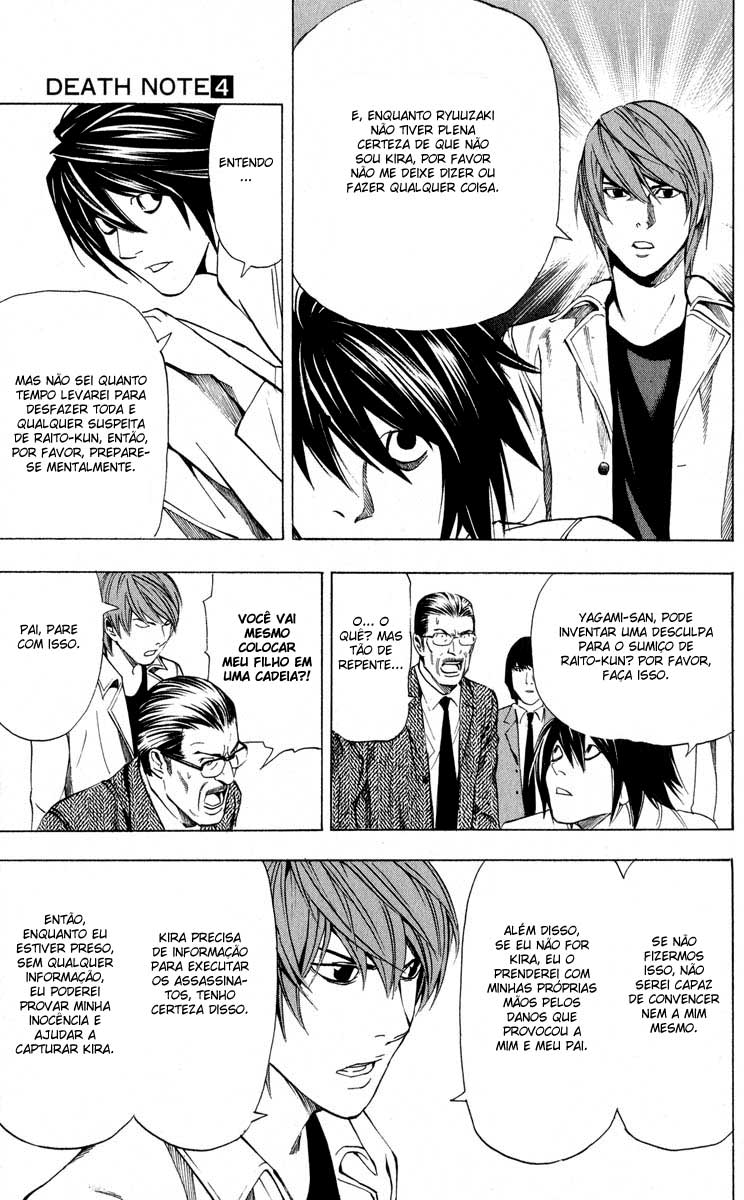 DEATH NOTE 4
E, ENQUANTO RYUUZAKI
NÃO TIVER PLENA
CERTEZA DE QUE NÃO
SOU KIRA, POR FAVOR
NÃO ME DEIXE DIZER OU
FAZER QUALQUER COISA.
ENTENDO
...
MAS NÃO SEI QUANTO
TEMPO LEVAREI PARA
DESFAZER TODA E
QUALQUER SUSPEITA
DE RAITO-KUN, ENTÃO,
POR FAVOR, PREPARE-
SE MENTALMENTE.
YAGAMI-SAN, PODE
INVENTAR UMA DESCULPA
PARA O SUMIÇO DE
RAITO-KUN? POR FAVOR,
FAÇA ISSO.
O... O
QUÊ? MAS
TÃO DE
REPENTE...
VOCÊ VAI
MESMO
COLOCAR
MEU FILHO EM
UMA CADEIA?!
PAI, PARE
COM ISSO.
SE NÃO
FIZERMOS
ISSO, NÃO
SEREI CAPAZ
DE CONVENCER
NEM A MIM
MESMO.
ALÉM DISSO,
SE EU NÃO FOR
KIRA, EU O
PRENDEREI COM
MINHAS PRÓPRIAS
MÃOS PELOS
DANOS QUE
PROVOCOU A
MIM E MEU PAI.
KIRA PRECISA
DE INFORMAÇÃO
PARA EXECUTAR
OS ASSASSINA-
TOS, TENHO
CERTEZA DISSO.
ENTÃO,
ENQUANTO EU
ESTIVER PRESO,
SEM QUALQUER
INFORMAÇÃO,
EU PODEREI
PROVAR MINHA
INOCÊNCIA E
AJUDAR A
CAPTURAR KIRA.